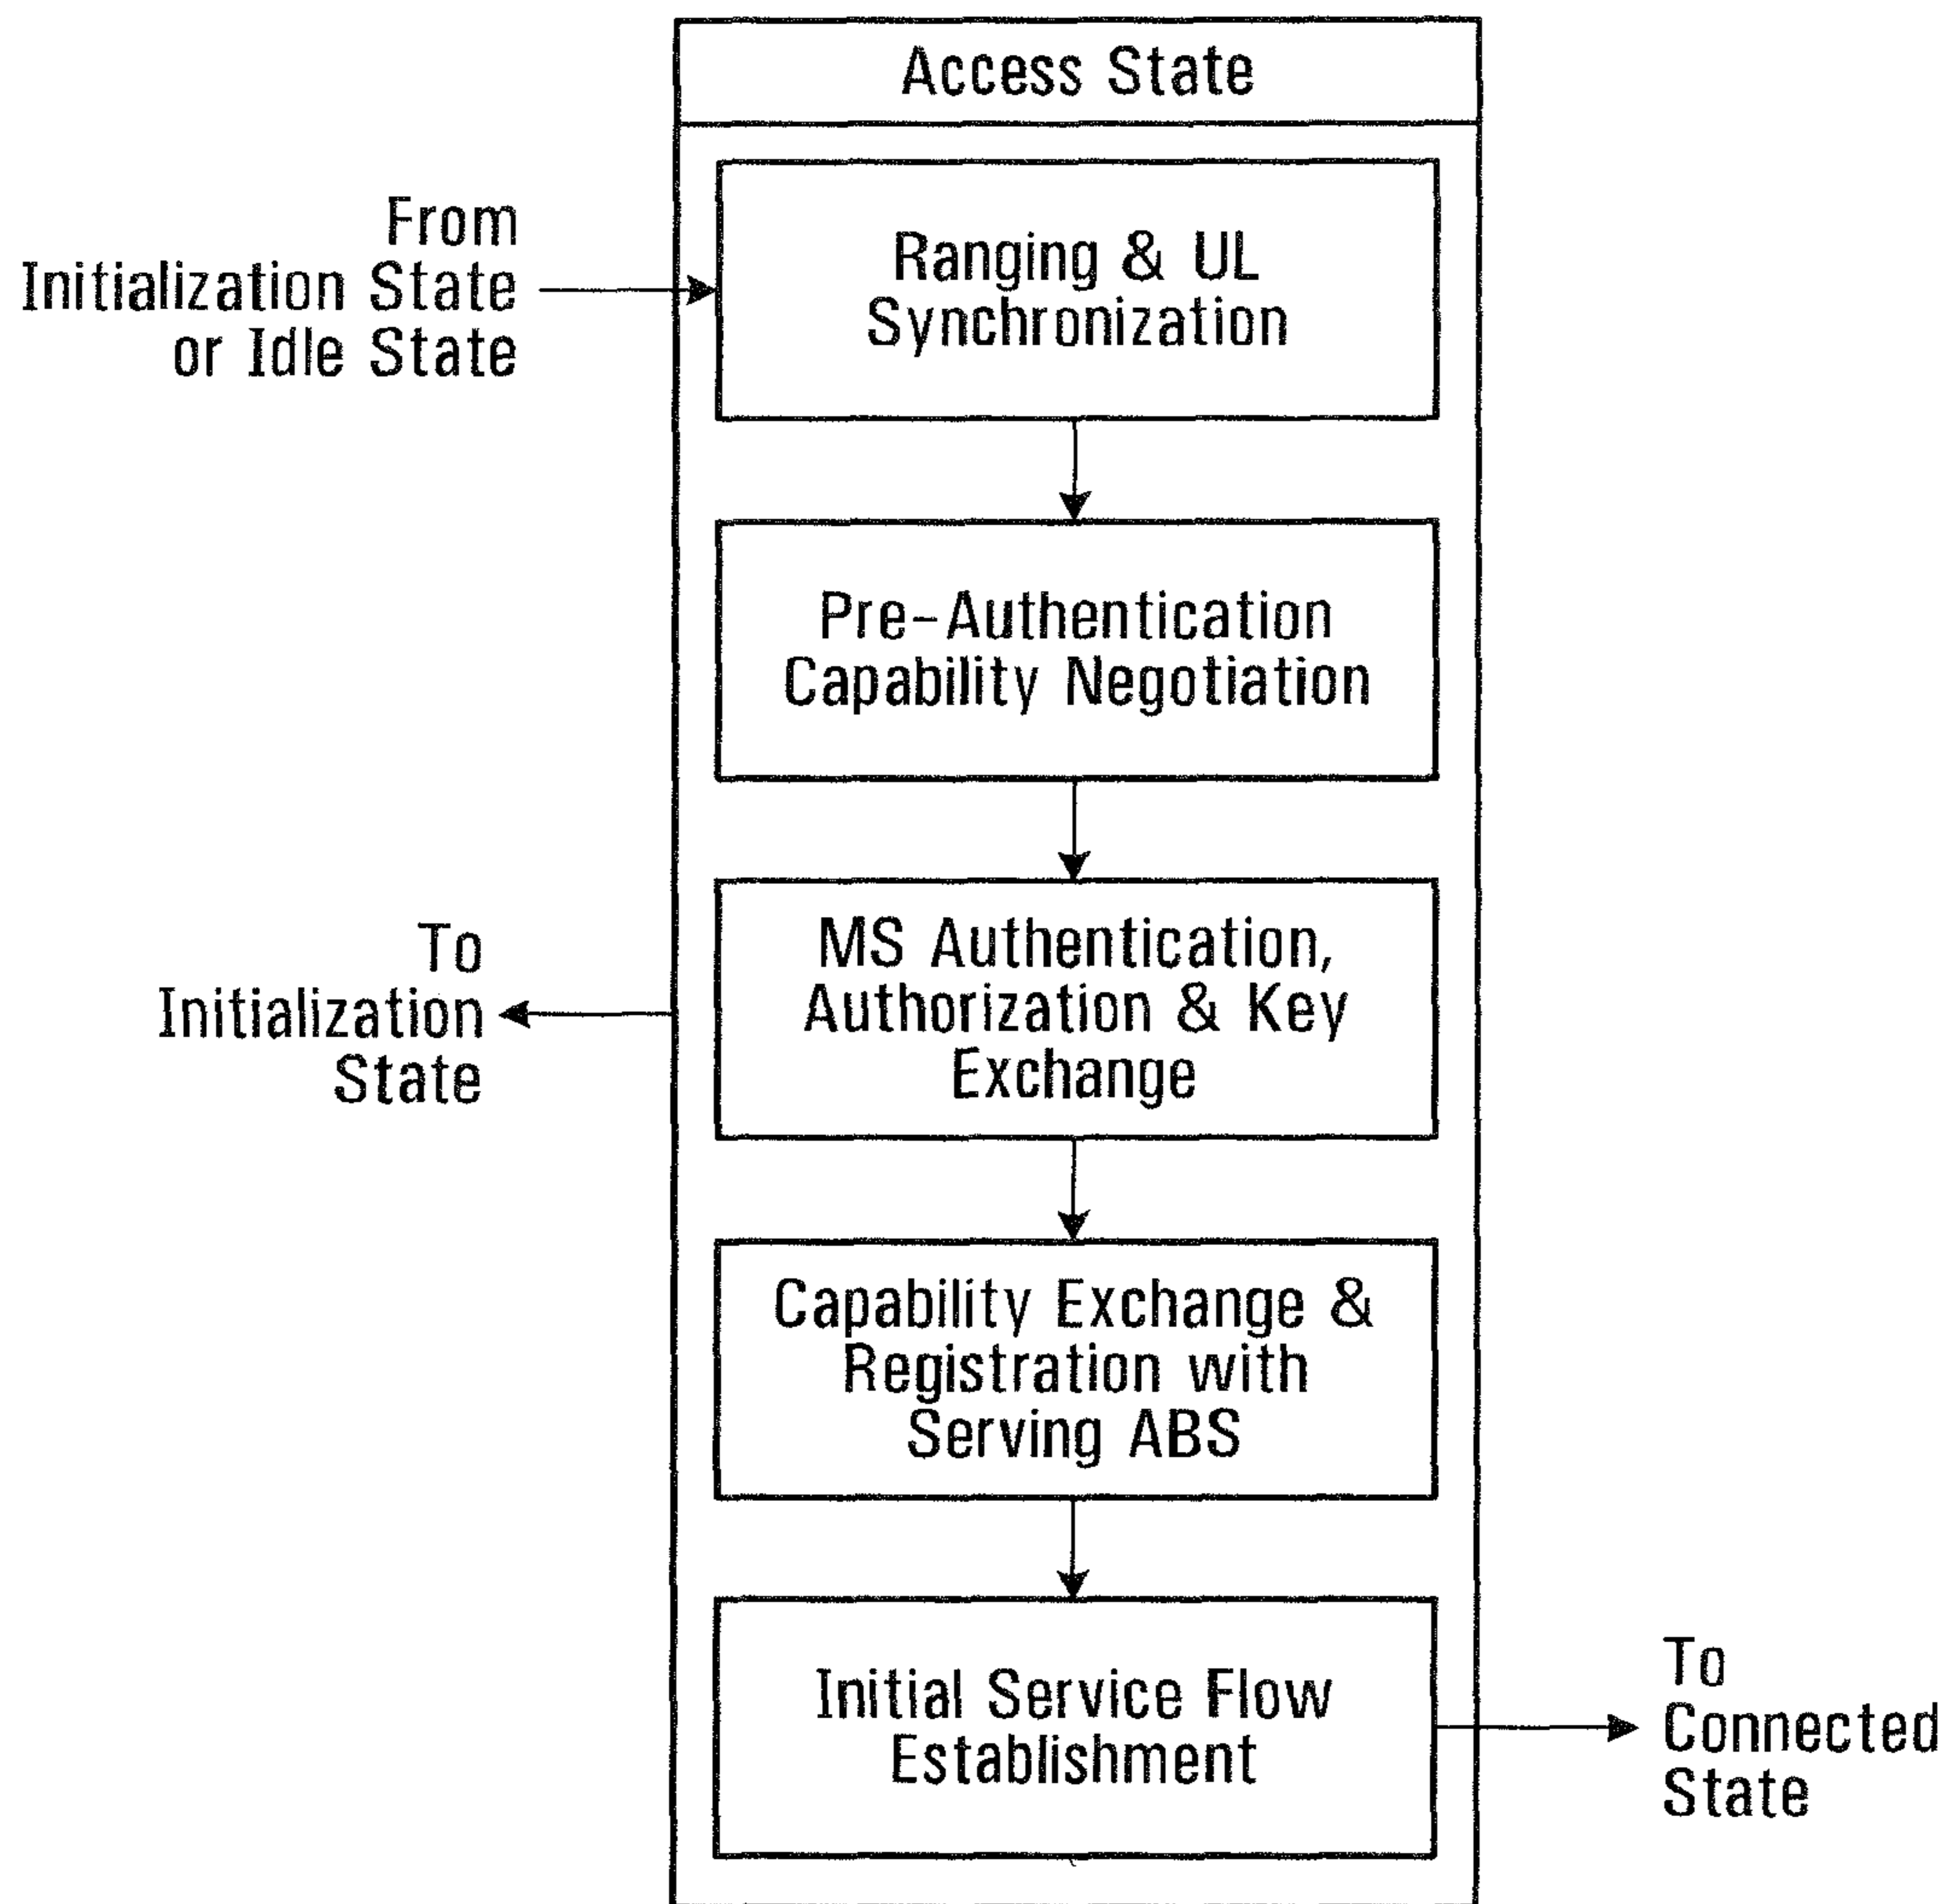 Access State
From
Initialization State
or Idle State
Ranging & UL
Synchronization
Pre-Authentication
Capability Negotiation
To
Initialization
State
MS Authentication,
Authorization & Key
Exchange
Capability Exchange &
Registration with
Serving ABS
Initial Service Flow
Establishment
To
Connected
State